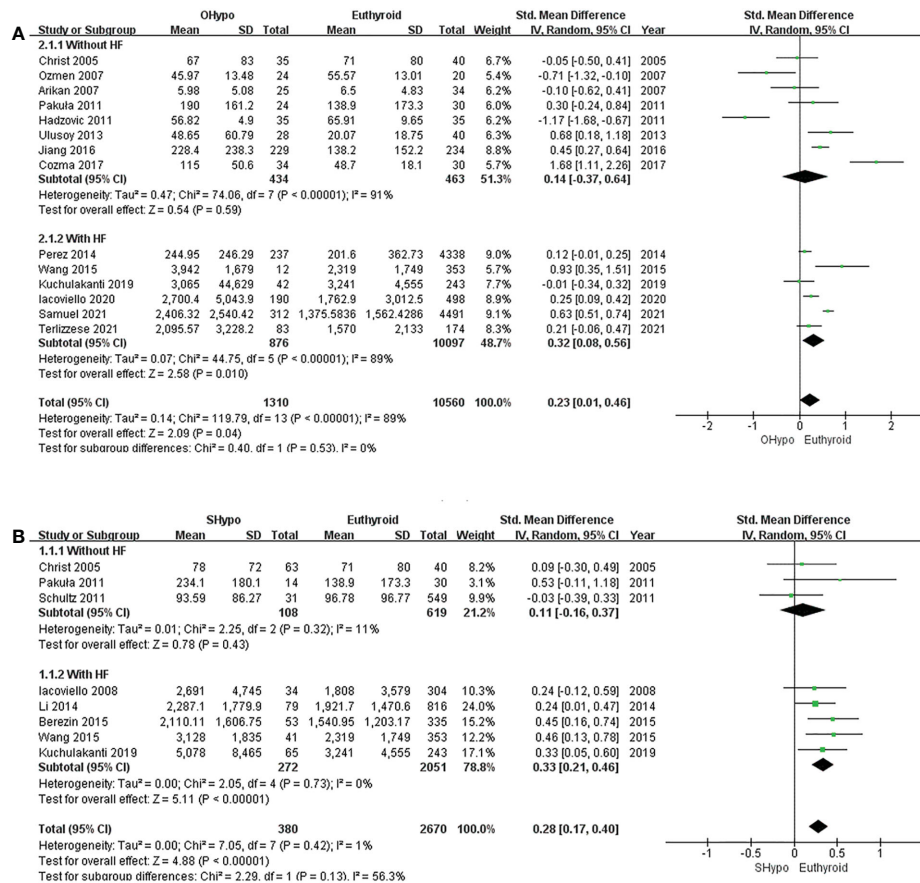 A
OHypo Euthyroid Std. Mean Difference Std. Mean Difference
Study or Subgroup Mean SD Total Mean SD Total Weight IV, Random, 95% CI Year IV, Random, 95% CI
2.1.1 Without HF
Christ 2005 67 83 35 71 80 40 6.7% -0.05 [-0.50, 0.41] 2005
Ozmen 2007 45.97 13.48 24 55.57 13.01 20 5.5% -0.71 [-1.32, -0.10] 2007
Arikan 2007 5.98 5.08 25 6.5 4.83 34 6.2% -0.10 [-0.62, 0.41] 2007
Pakuła 2011 190 161.2 24 138.9 173.3 30 6.0% 0.30 [-0.24, 0.84] 2011
Hadzovic 2011 56.82 4.9 35 65.91 9.65 35 6.2% -1.17 [-1.68, -0.67] 2011
Ulusoy 2013 48.65 60.79 28 20.07 18.75 40 6.3% 0.68 [0.18, 1.18] 2013
Jiang 2016 228.4 238.3 229 138.2 152.2 234 8.6% 0.45 [0.27, 0.64] 2016
Cozma 2017 115 50.6 34 48.7 18.1 30 5.8% 1.68 [1.11, 2.26] 2017
Subtotal (95% CI) 434 463 51.3% 0.14 [-0.37, 0.64]
Heterogeneity: Tau² = 0.47; Chi² = 74.06, df = 7 (P < 0.00001); I² = 91%
Test for overall effect: Z = 0.54 (P = 0.59)
2.1.2 With HF
Perez 2014 244.95 246.29 237 201.6 362.73 4338 9.0% 0.12 [-0.01, 0.25] 2014
Wang 2015 3,942 1,679 12 2,319 1,749 353 5.7% 0.93 [0.35, 1.51] 2015
Kuchulakanti 2019 3,065 44,629 42 3,241 4,555 243 7.7% -0.01 [-0.34, 0.32] 2019
Iacoviello 2020 2,700.4 5,043.9 190 1,762.9 3,012.5 498 8.9% 0.25 [0.09, 0.42] 2020
Samuel 2021 2,406.32 2,540.42 312 1,375.5836 1,562.4286 4491 9.1% 0.63 [0.51, 0.74] 2021
Terlizzese 2021 2,095.57 3,228.2 83 1,570 2,133 174 8.3% 0.21 [-0.06, 0.47] 2021
Subtotal (95% CI) 876 10097 48.7% 0.32 [0.08, 0.56]
Heterogeneity: Tau² = 0.07; Chi² = 44.75, df = 5 (P < 0.00001); I² = 89%
Test for overall effect: Z = 2.58 (P = 0.010)
Total (95% CI) 1310 10560 100.0% 0.23 [0.01, 0.46]
Heterogeneity: Tau² = 0.14; Chi² = 119.79, df = 13 (P < 0.00001); I² = 89%
Test for overall effect: Z = 2.09 (P = 0.04)
Test for subgroup differences: Chi² = 0.40. df = 1 (P = 0.53). I² = 0%
-2 -1 0 1 2
OHypo Euthyroid
B
SHypo Euthyroid Std. Mean Difference Std. Mean Difference
Study or Subgroup Mean SD Total Mean SD Total Weight IV, Random, 95% CI Year IV, Random, 95% CI
1.1.1 Without HF
Christ 2005 78 72 63 71 80 40 8.2% 0.09 [-0.30, 0.49] 2005
Pakuła 2011 234.1 180.1 14 138.9 173.3 30 3.1% 0.53 [-0.11, 1.18] 2011
Schultz 2011 93.59 86.27 31 96.78 96.77 549 9.9% -0.03 [-0.39, 0.33] 2011
Subtotal (95% CI) 108 619 21.2% 0.11 [-0.16, 0.37]
Heterogeneity: Tau² = 0.01; Chi² = 2.25, df = 2 (P = 0.32); I² = 11%
Test for overall effect: Z = 0.78 (P = 0.43)
1.1.2 With HF
Iacoviello 2008 2,691 4,745 34 1,808 3,579 304 10.3% 0.24 [-0.12, 0.59] 2008
Li 2014 2,287.1 1,779.9 79 1,921.7 1,470.6 816 24.0% 0.24 [0.01, 0.47] 2014
Berezin 2015 2,110.11 1,606.75 53 1,540.95 1,203.17 335 15.2% 0.45 [0.16, 0.74] 2015
Wang 2015 3,128 1,835 41 2,319 1,749 353 12.2% 0.46 [0.13, 0.78] 2015
Kuchulakanti 2019 5,078 8,465 65 3,241 4,555 243 17.1% 0.33 [0.05, 0.60] 2019
Subtotal (95% CI) 272 2051 78.8% 0.33 [0.21, 0.46]
Heterogeneity: Tau² = 0.00; Chi² = 2.05, df = 4 (P = 0.73); I² = 0%
Test for overall effect: Z = 5.11 (P < 0.00001)
Total (95% CI) 380 2670 100.0% 0.28 [0.17, 0.40]
Heterogeneity: Tau² = 0.00; Chi² = 7.05, df = 7 (P = 0.42); I² = 1%
Test for overall effect: Z = 4.88 (P < 0.00001)
Test for subgroup differences: Chi² = 2.29. df = 1 (P = 0.13). I² = 56.3%
-1 -0.5 0 0.5 1
SHypo Euthyroid